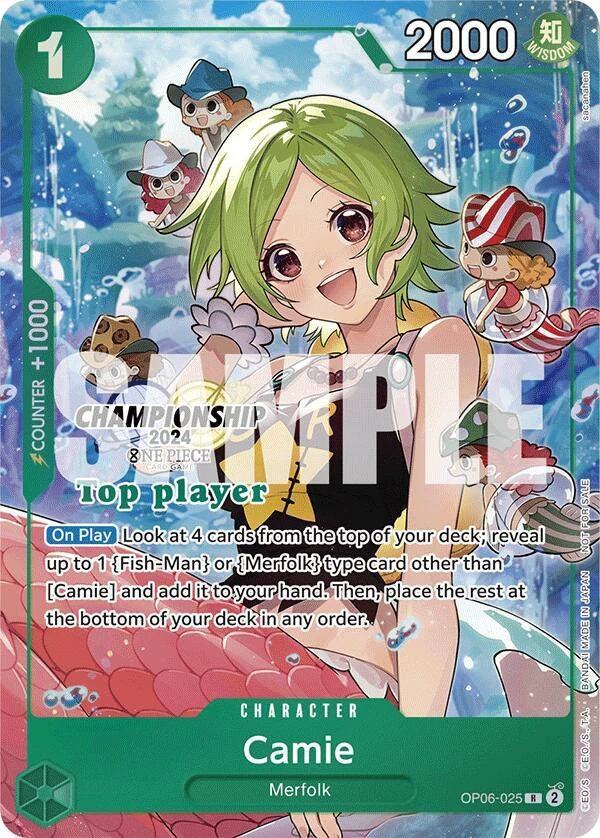 1
2000
知
WISDOM
sacanahen
COUNTER +1000
SAMPLE
CHAMPIONSHIP
2024
ONE PIECE
CARD GAME
Top player
On Play Look at 4 cards from the top of your deck; reveal
up to 1 {Fish-Man} or {Merfolk} type card other than
[Camie] and add it to your hand. Then, place the rest at
the bottom of your deck in any order.
CHARACTER
Camie
Merfolk
OP06-025 R 2
©E.O/S ©E.O./S.,T.A. BANDAI MADE IN JAPAN NOT FOR SALE